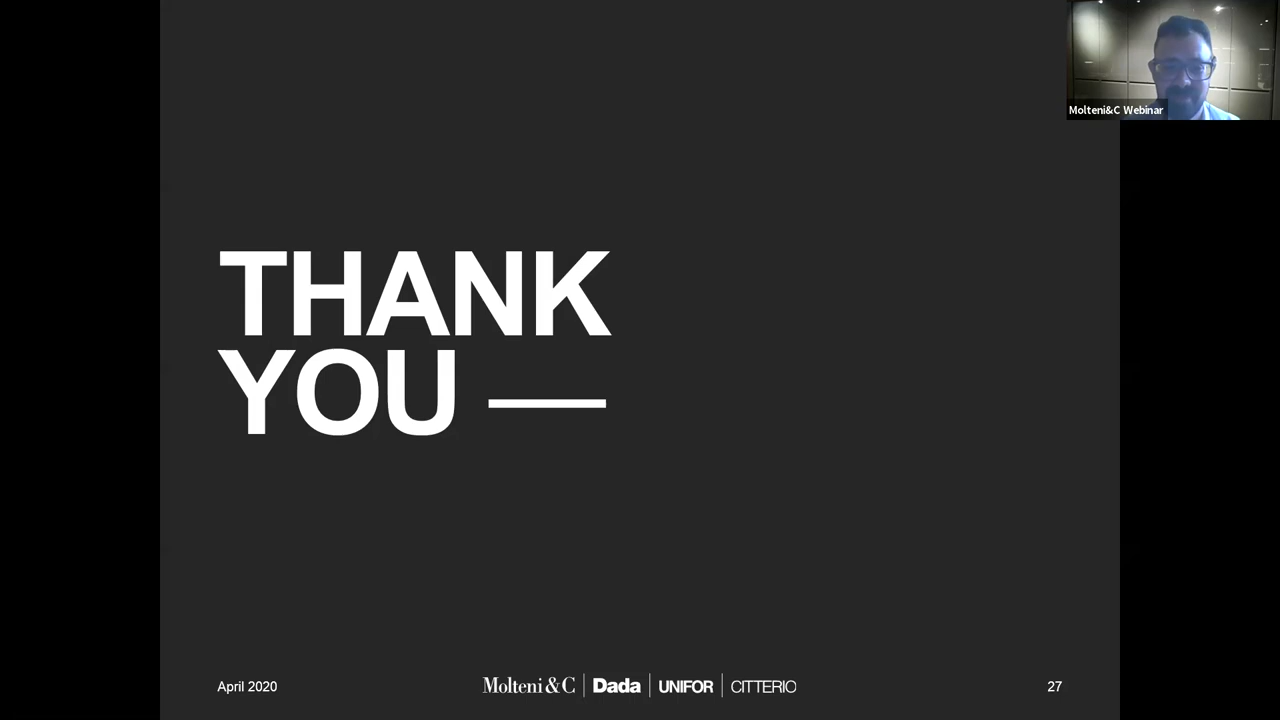 Molteni&C Webinar
THANK
YOU —
April 2020
Molteni&C | Dada | UNIFOR | CITTERIO
27